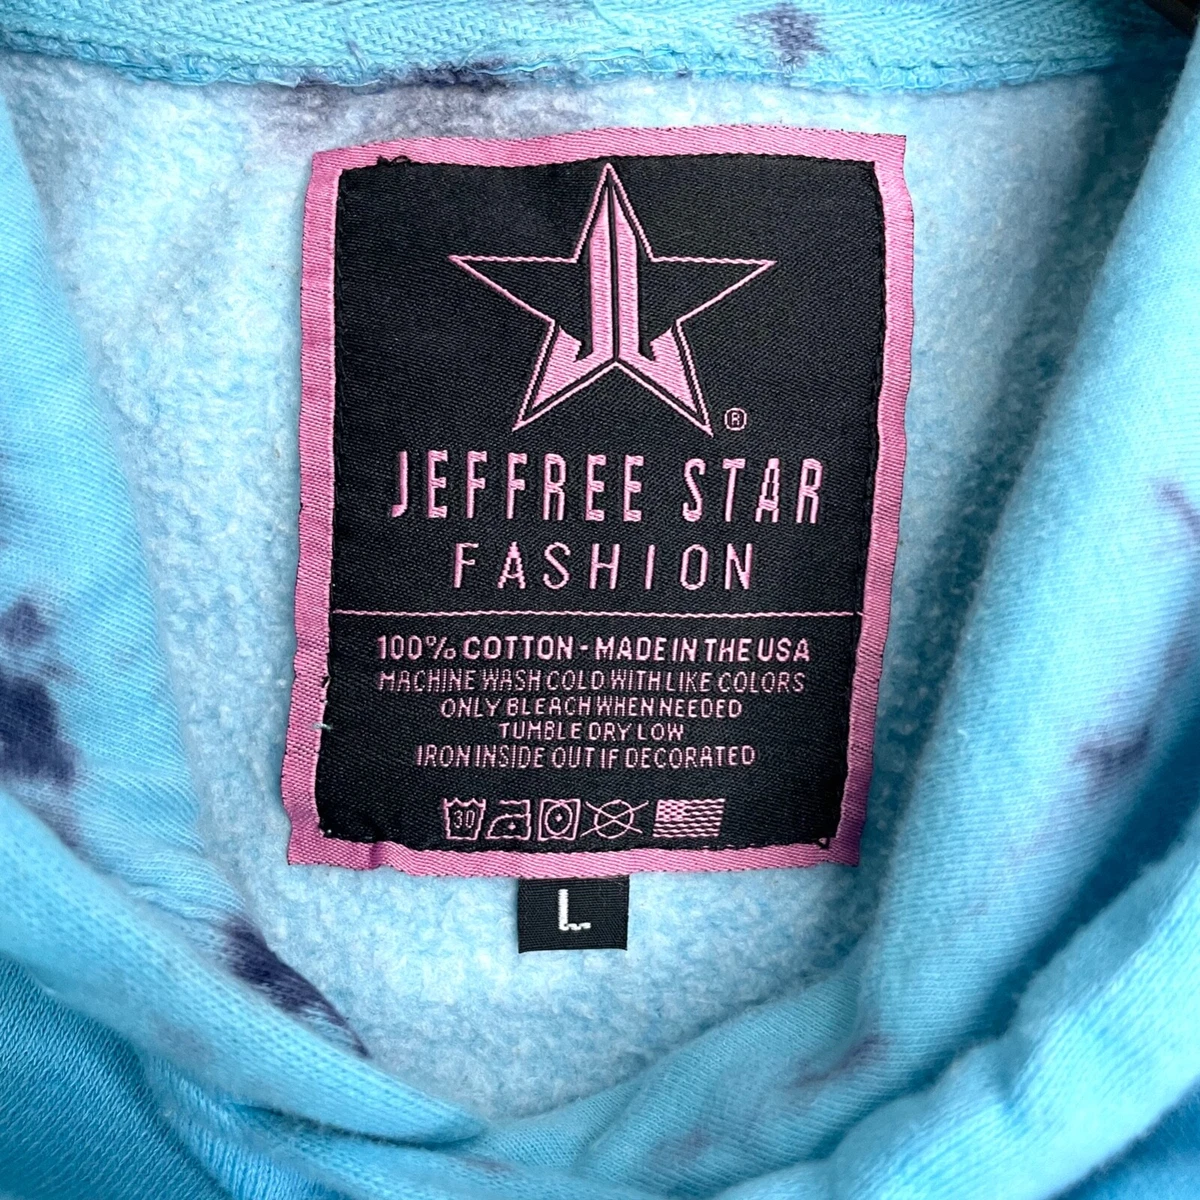 ®
JEFFREE STAR
FASHION
100% COTTON - MADE IN THE USA
MACHINE WASH COLD WITH LIKE COLORS
ONLY BLEACH WHEN NEEDED
TUMBLE DRY LOW
IRON INSIDE OUT IF DECORATED
30
L